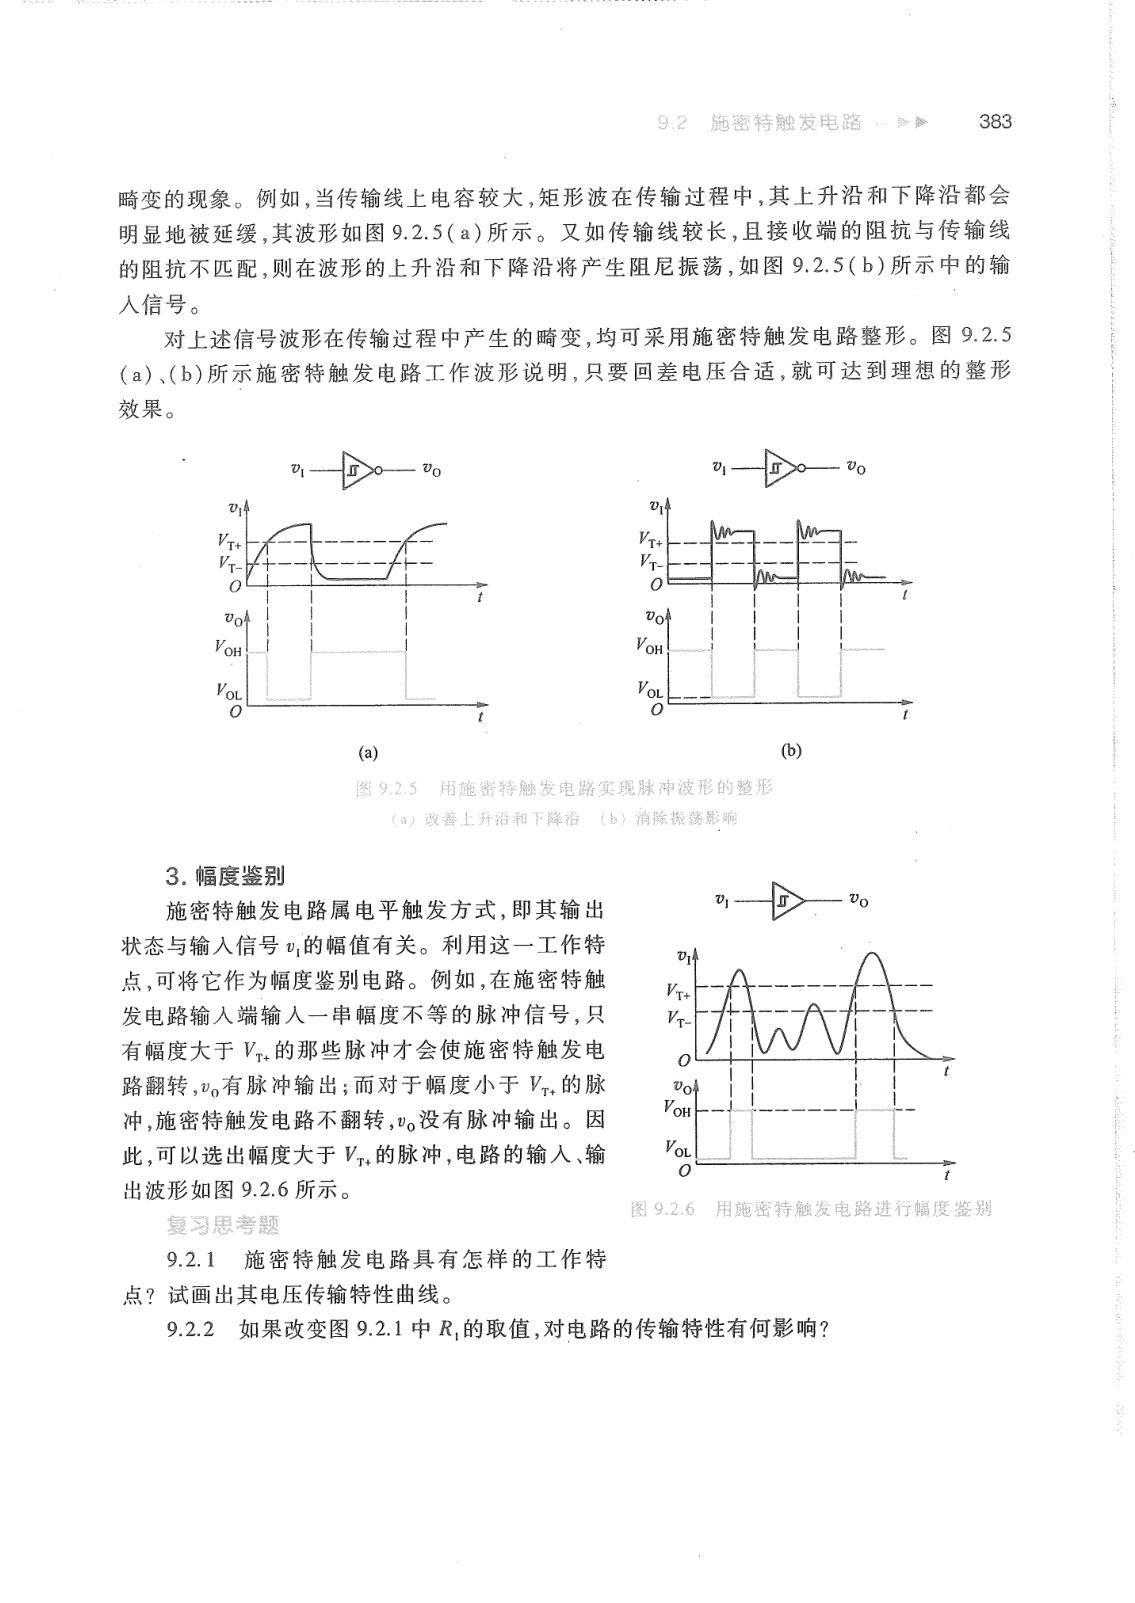 9.2 施密特触发电路 383
畸变的现象。例如,当传输线上电容较大,矩形波在传输过程中,其上升沿和下降沿都会
明显地被延缓,其波形如图 9.2.5(a)所示。又如传输线较长,且接收端的阻抗与传输线
的阻抗不匹配,则在波形的上升沿和下降沿将产生阻尼振荡,如图 9.2.5(b)所示中的输
入信号。
对上述信号波形在传输过程中产生的畸变,均可采用施密特触发电路整形。图 9.2.5
(a)、(b)所示施密特触发电路工作波形说明,只要回差电压合适,就可达到理想的整形
效果。
v_I v_O
v_I
V_T+
V_T-
O
t
v_O
V_OH
V_OL
O
t
(a)
v_I v_O
v_I
V_T+
V_T-
O
t
v_O
V_OH
V_OL
O
t
(b)
图 9.2.5 用施密特触发电路实现脉冲波形的整形
(a) 改善上升沿和下降沿 (b) 消除振荡影响
3. 幅度鉴别
施密特触发电路属电平触发方式,即其输出
状态与输入信号 v_I的幅值有关。利用这一工作特
点,可将它作为幅度鉴别电路。例如,在施密特触
发电路输入端输入一串幅度不等的脉冲信号,只
有幅度大于 V_T+的那些脉冲才会使施密特触发电
路翻转,v_O有脉冲输出;而对于幅度小于 V_T+的脉
冲,施密特触发电路不翻转,v_O没有脉冲输出。因
此,可以选出幅度大于 V_T+的脉冲,电路的输入、输
出波形如图 9.2.6 所示。
v_I v_O
v_I
V_T+
V_T-
O
t
v_O
V_OH
V_OL
O
t
图 9.2.6 用施密特触发电路进行幅度鉴别
复习思考题
9.2.1 施密特触发电路具有怎样的工作特
点? 试画出其电压传输特性曲线。
9.2.2 如果改变图 9.2.1 中 R_1的取值,对电路的传输特性有何影响?